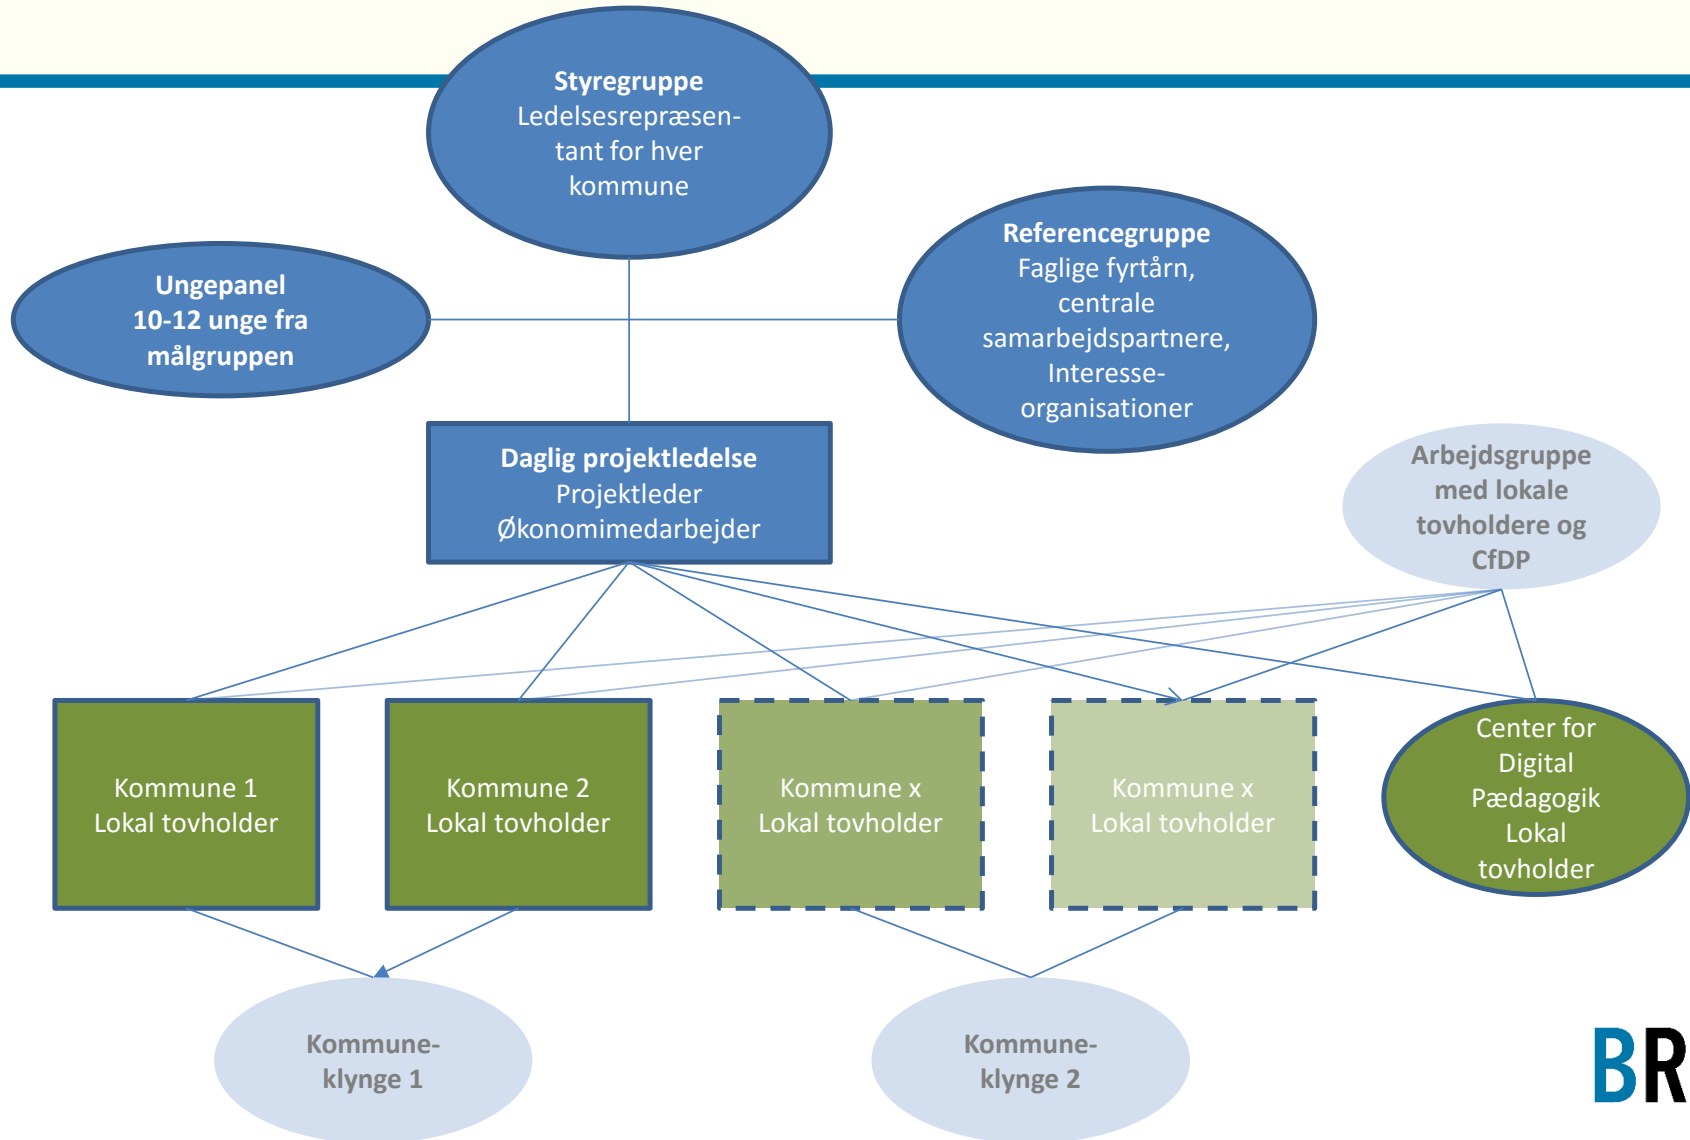 Styregruppe
Ledelsesrepræsen-
tant for hver
kommune
Ungepanel
10-12 unge fra
målgruppen
Referencegruppe
Faglige fyrtårn,
centrale
samarbejdspartnere,
Interesse-
organisationer
Daglig projektledelse
Projektleder
Økonomimedarbejder
Arbejdsgruppe
med lokale
tovholdere og
CfDP
Kommune 1
Lokal tovholder
Kommune 2
Lokal tovholder
Kommune x
Lokal tovholder
Kommune x
Lokal tovholder
Center for
Digital
Pædagogik
Lokal
tovholder
Kommune-
klynge 1
Kommune-
klynge 2
BR